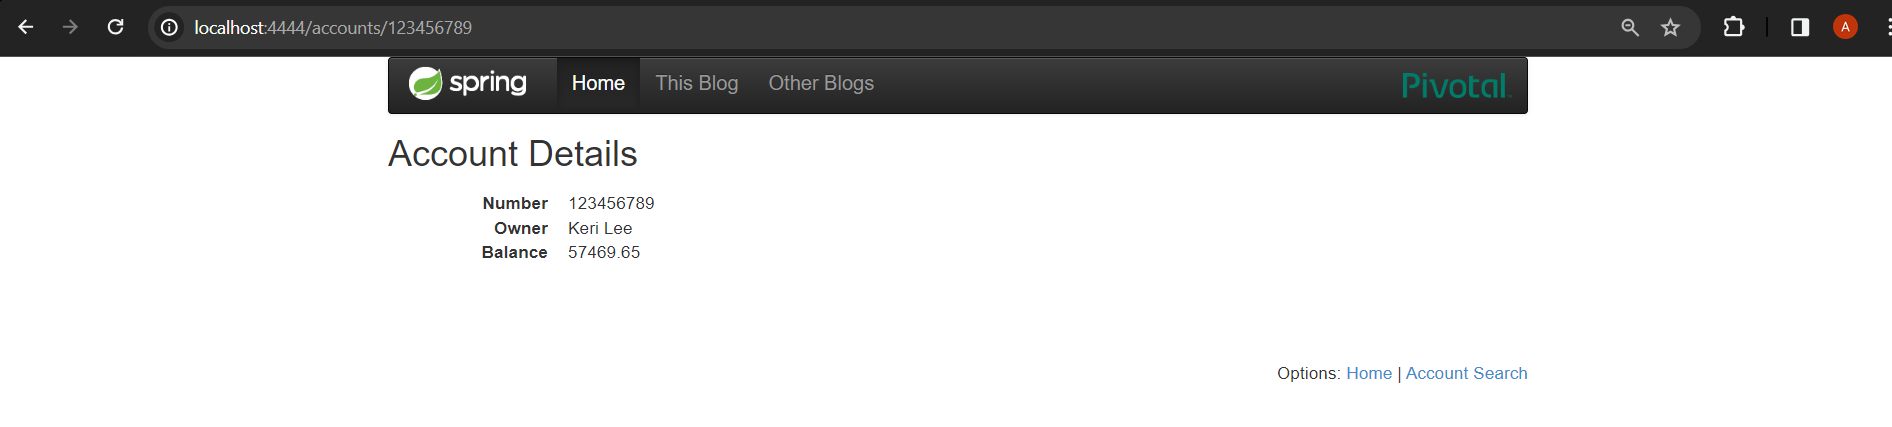 localhost:4444/accounts/123456789
A
spring Home This Blog Other Blogs Pivotal
Account Details
Number 123456789
Owner Keri Lee
Balance 57469.65
Options: Home | Account Search